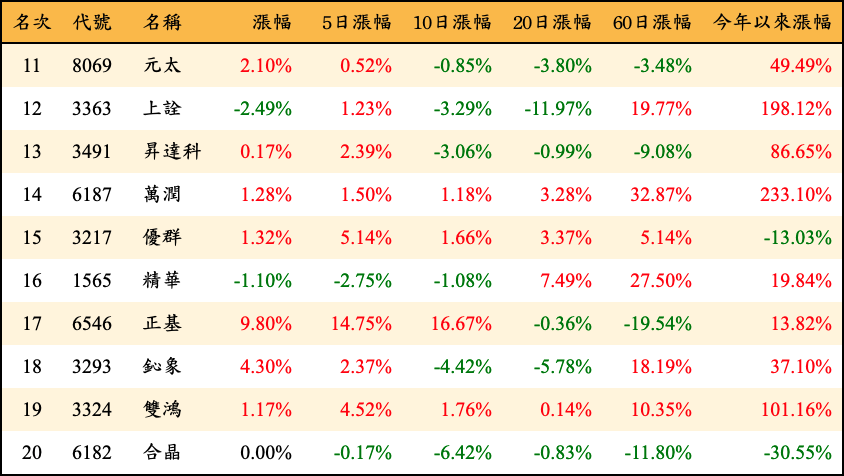 名次 代號 名稱 漲幅 5日漲幅 10日漲幅 20日漲幅 60日漲幅 今年以來漲幅
11 8069 元太 2.10% 0.52% -0.85% -3.80% -3.48% 49.49%
12 3363 上詮 -2.49% 1.23% -3.29% -11.97% 19.77% 198.12%
13 3491 昇達科 0.17% 2.39% -3.06% -0.99% -9.08% 86.65%
14 6187 萬潤 1.28% 1.50% 1.18% 3.28% 32.87% 233.10%
15 3217 優群 1.32% 5.14% 1.66% 3.37% 5.14% -13.03%
16 1565 精華 -1.10% -2.75% -1.08% 7.49% 27.50% 19.84%
17 6546 正基 9.80% 14.75% 16.67% -0.36% -19.54% 13.82%
18 3293 鈊象 4.30% 2.37% -4.42% -5.78% 18.19% 37.10%
19 3324 雙鴻 1.17% 4.52% 1.76% 0.14% 10.35% 101.16%
20 6182 合晶 0.00% -0.17% -6.42% -0.83% -11.80% -30.55%